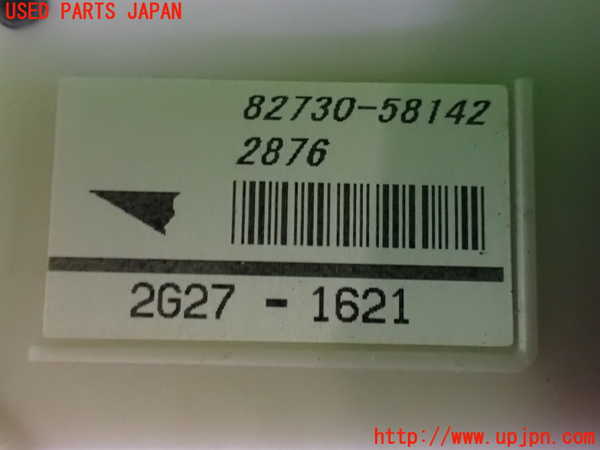 USED PARTS JAPAN
82730-58142
2876
2G27 - 1621
http://www.upjpn.com/